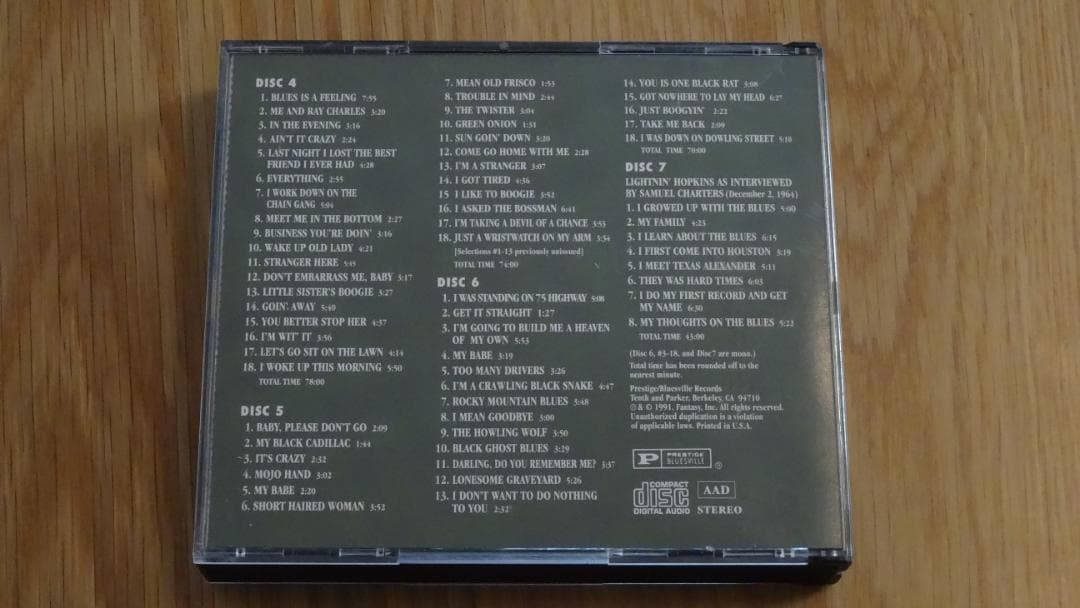 DISC 4
1. BLUES IS A FEELING 7:55
2. ME AND RAY CHARLES 3:20
3. IN THE EVENING 3:16
4. AIN'T IT CRAZY 2:24
5. LAST NIGHT I LOST THE BEST
FRIEND I EVER HAD 4:28
6. EVERYTHING 2:55
7. I WORK DOWN ON THE
CHAIN GANG 5:04
8. MEET ME IN THE BOTTOM 2:27
9. BUSINESS YOU'RE DOIN' 3:16
10. WAKE UP OLD LADY 4:21
11. STRANGER HERE 5:45
12. DON'T EMBARRASS ME, BABY 3:17
13. LITTLE SISTER'S BOOGIE 3:27
14. GOIN' AWAY 5:49
15. YOU BETTER STOP HER 4:37
16. I'M WIT' IT 3:56
17. LET'S GO SIT ON THE LAWN 4:14
18. I WOKE UP THIS MORNING 5:50
TOTAL TIME 78:00
DISC 5
1. BABY, PLEASE DON'T GO 2:09
2. MY BLACK CADILLAC 1:44
3. IT'S CRAZY 2:32
4. MOJO HAND 3:02
5. MY BABE 2:20
6. SHORT HAIRED WOMAN 3:52
7. MEAN OLD FRISCO 1:53
8. TROUBLE IN MIND 2:44
9. THE TWISTER 3:04
10. GREEN ONION 1:31
11. SUN GOIN' DOWN 5:20
12. COME GO HOME WITH ME 2:28
13. I'M A STRANGER 3:07
14. I GOT TIRED 4:36
15 I LIKE TO BOOGIE 3:52
16. I ASKED THE BOSSMAN 6:41
17. I'M TAKING A DEVIL OF A CHANCE 3:53
18. JUST A WRISTWATCH ON MY ARM 3:34
[Selections #1-13 previously unissued]
TOTAL TIME 74:00
DISC 6
1. I WAS STANDING ON 75 HIGHWAY 5:08
2. GET IT STRAIGHT 1:27
3. I'M GOING TO BUILD ME A HEAVEN
OF MY OWN 5:53
4. MY BABE 3:19
5. TOO MANY DRIVERS 3:26
6. I'M A CRAWLING BLACK SNAKE 4:47
7. ROCKY MOUNTAIN BLUES 3:48
8. I MEAN GOODBYE 3:00
9. THE HOWLING WOLF 3:50
10. BLACK GHOST BLUES 3:29
11. DARLING, DO YOU REMEMBER ME? 3:37
12. LONESOME GRAVEYARD 5:26
13. I DON'T WANT TO DO NOTHING
TO YOU 2:32
14. YOU IS ONE BLACK RAT 3:08
15. GOT NOWHERE TO LAY MY HEAD 6:27
16. JUST BOOGYIN' 2:22
17. TAKE ME BACK 2:09
18. I WAS DOWN ON DOWLING STREET 5:10
TOTAL TIME 70:00
DISC 7
LIGHTNIN' HOPKINS AS INTERVIEWED
BY SAMUEL CHARTERS (December 2, 1964)
1. I GROWED UP WITH THE BLUES 5:00
2. MY FAMILY 4:25
3. I LEARN ABOUT THE BLUES 6:15
4. I FIRST COME INTO HOUSTON 3:19
5. I MEET TEXAS ALEXANDER 5:11
6. THEY WAS HARD TIMES 6:03
7. I DO MY FIRST RECORD AND GET
MY NAME 6:30
8. MY THOUGHTS ON THE BLUES 5:22
TOTAL TIME 43:00
(Disc 6, #3-18, and Disc7 are mono.)
Total time has been rounded off to the
nearest minute.
Prestige/Bluesville Records
Tenth and Parker, Berkeley, CA 94710
℗ & © 1991, Fantasy, Inc. All rights reserved.
Unauthorized duplication is a violation
of applicable laws. Printed in U.S.A.
P PRESTIGE
BLUESVILLE ®
COMPACT
disc
DIGITAL AUDIO
AAD
STEREO